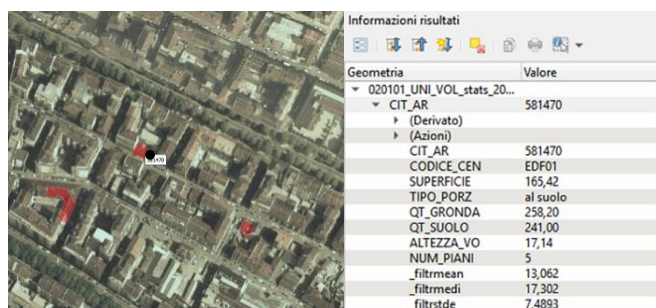 Informazioni risultati
Geometria Valore
020101_UNI_VOL_stats_20...
CIT_AR 581470
(Derivato)
(Azioni)
CIT_AR 581470
CODICE_CEN EDF01
SUPERFICIE 165,42
TIPO_PORZ al suolo
QT_GRONDA 258,20
QT_SUOLO 241,00
ALTEZZA_VO 17,14
NUM_PIANI 5
_filtrmean 13,062
_filtrmedi 17,302
_filtrstde 7,4893
581470